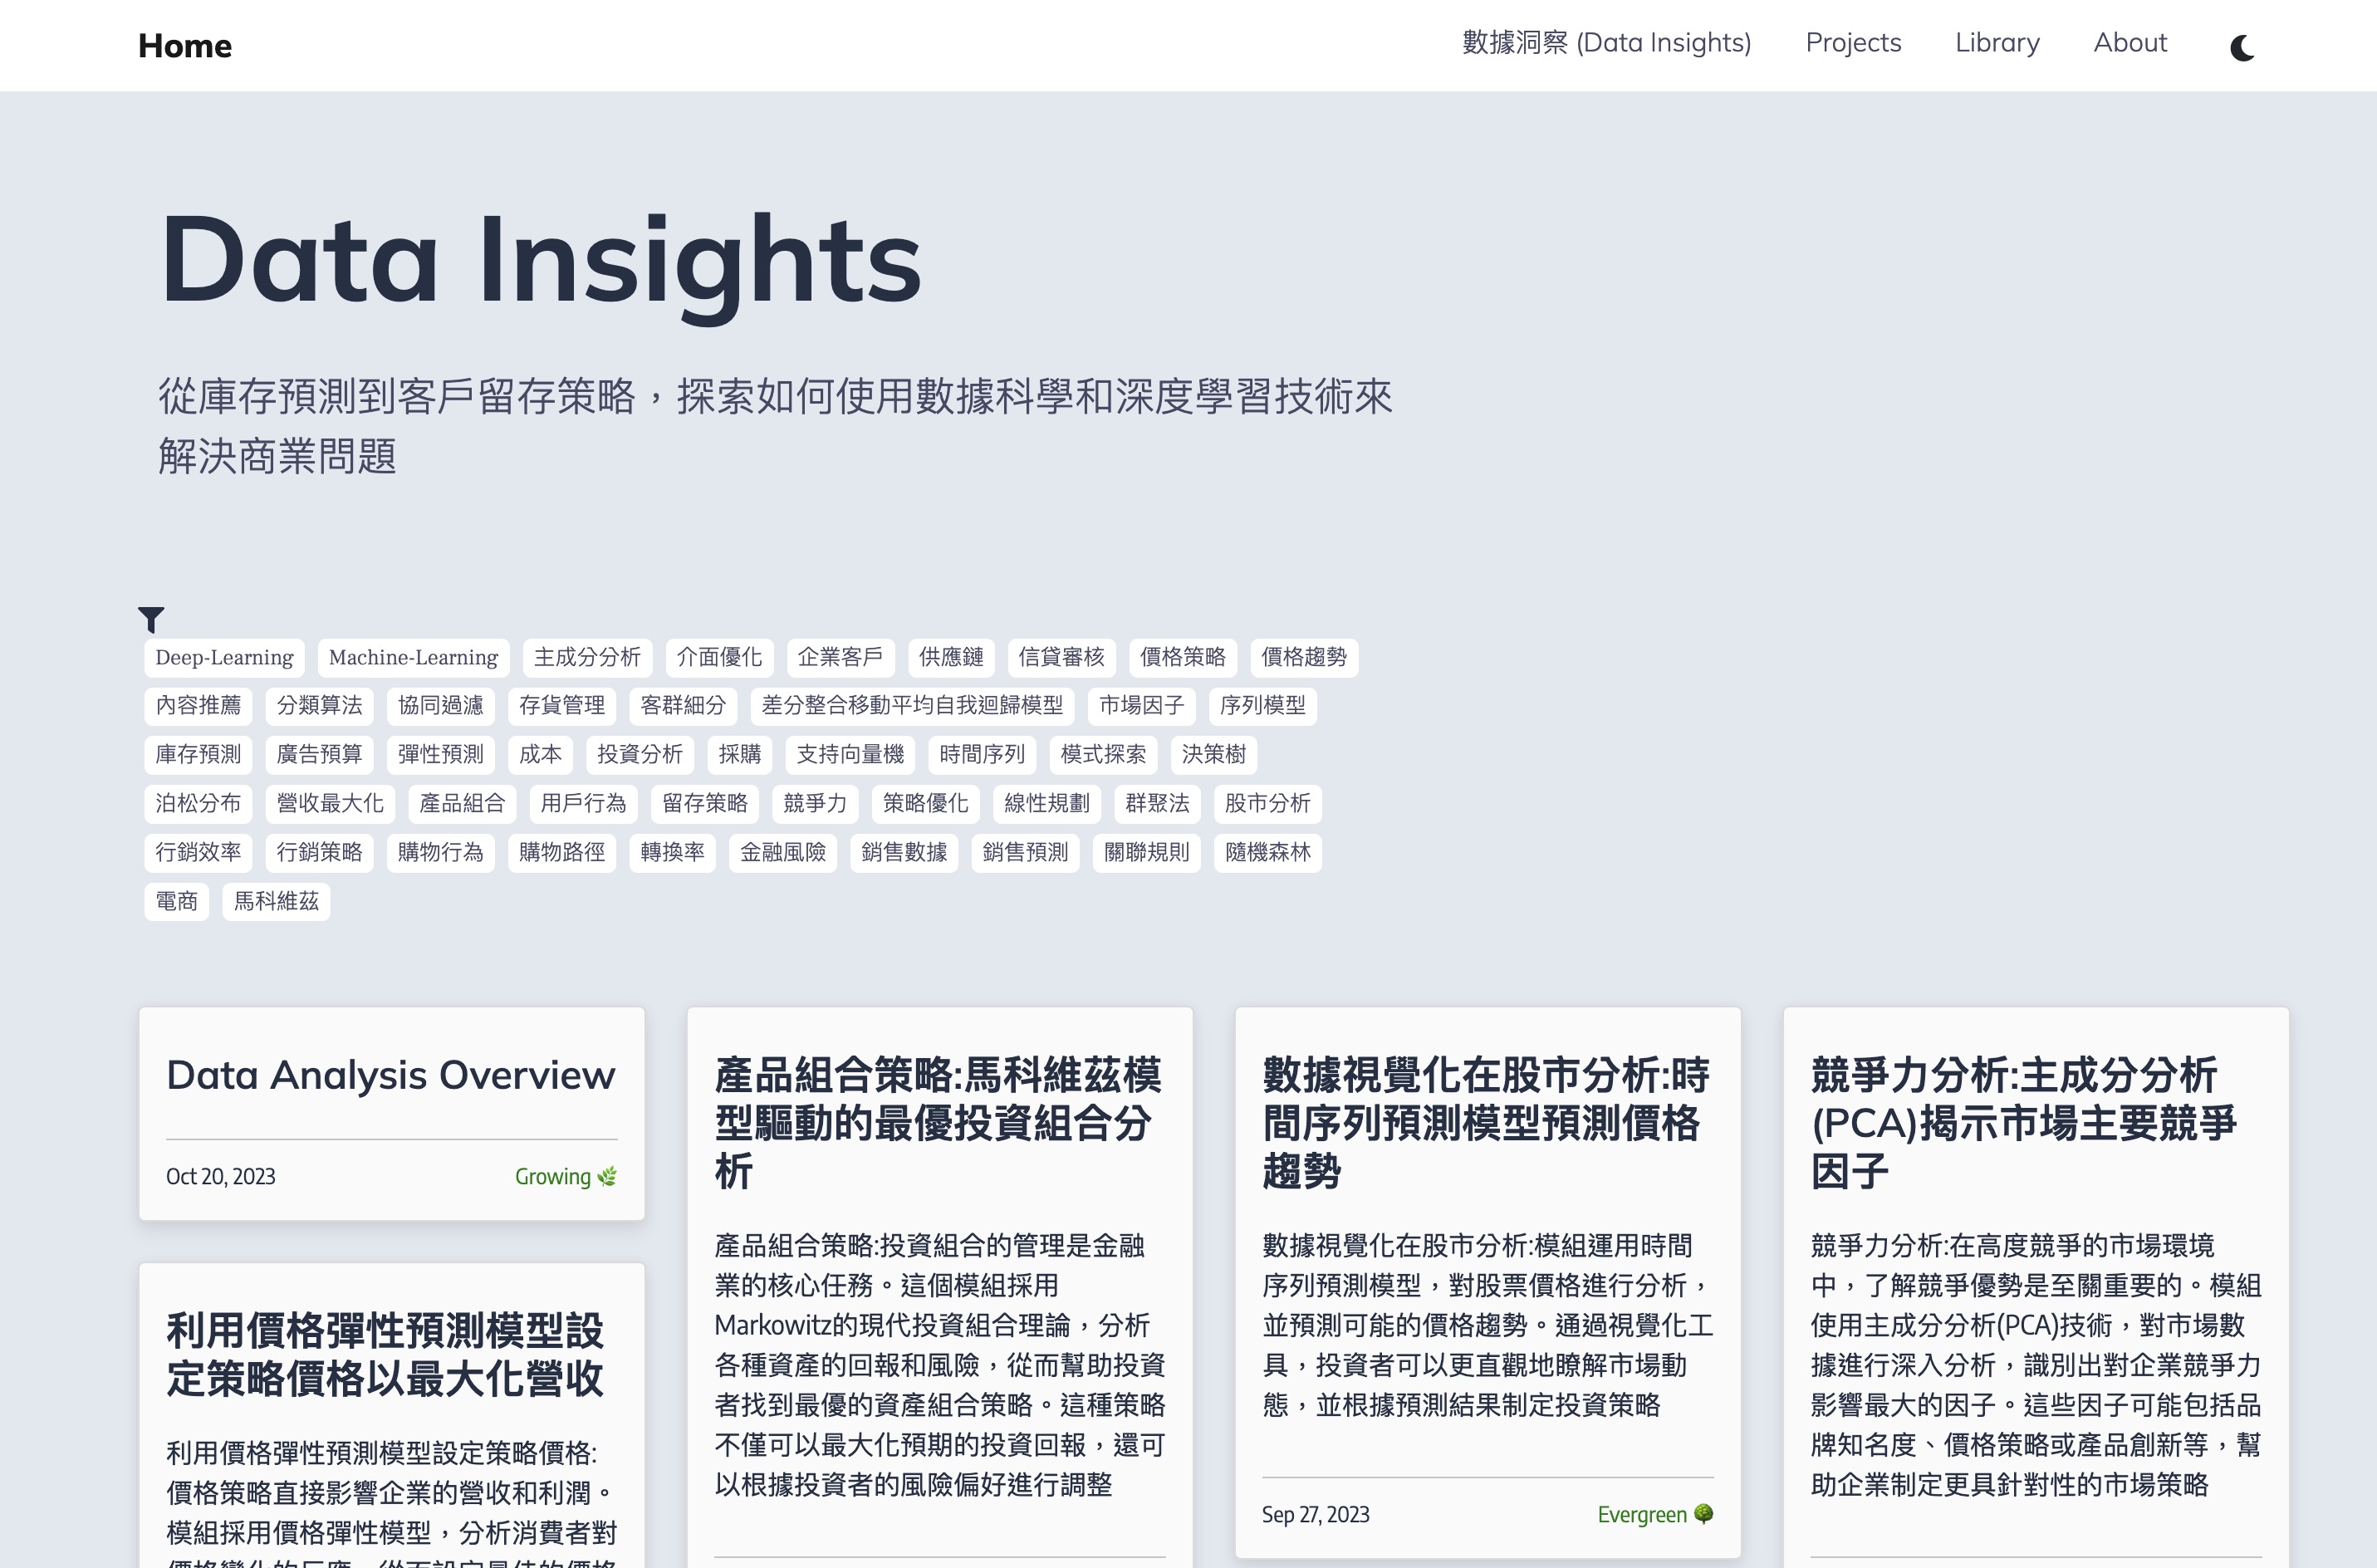 Home
數據洞察 (Data Insights) Projects Library About
Data Insights
從庫存預測到客戶留存策略，探索如何使用數據科學和深度學習技術來
解決商業問題
Deep-Learning Machine-Learning 主成分分析 介面優化 企業客戶 供應鏈 信貸審核 價格策略 價格趨勢
內容推薦 分類算法 協同過濾 存貨管理 客群細分 差分整合移動平均自我迴歸模型 市場因子 序列模型
庫存預測 廣告預算 彈性預測 成本 投資分析 採購 支持向量機 時間序列 模式探索 決策樹
泊松分布 營收最大化 產品組合 用戶行為 留存策略 競爭力 策略優化 線性規劃 群聚法 股市分析
行銷效率 行銷策略 購物行為 購物路徑 轉換率 金融風險 銷售數據 銷售預測 關聯規則 隨機森林
電商 馬科維茲
Data Analysis Overview
Oct 20, 2023 Growing 🌿
利用價格彈性預測模型設
定策略價格以最大化營收
利用價格彈性預測模型設定策略價格:
價格策略直接影響企業的營收和利潤。
模組採用價格彈性模型，分析消費者對
產品組合策略:馬科維茲模
型驅動的最優投資組合分
析
產品組合策略:投資組合的管理是金融
業的核心任務。這個模組採用
Markowitz的現代投資組合理論，分析
各種資產的回報和風險，從而幫助投資
者找到最優的資產組合策略。這種策略
不僅可以最大化預期的投資回報，還可
以根據投資者的風險偏好進行調整
數據視覺化在股市分析:時
間序列預測模型預測價格
趨勢
數據視覺化在股市分析:模組運用時間
序列預測模型，對股票價格進行分析，
並預測可能的價格趨勢。通過視覺化工
具，投資者可以更直觀地瞭解市場動
態，並根據預測結果制定投資策略
Sep 27, 2023 Evergreen 🌳
競爭力分析:主成分分析
(PCA)揭示市場主要競爭
因子
競爭力分析:在高度競爭的市場環境
中，了解競爭優勢是至關重要的。模組
使用主成分分析(PCA)技術，對市場數
據進行深入分析，識別出對企業競爭力
影響最大的因子。這些因子可能包括品
牌知名度、價格策略或產品創新等，幫
助企業制定更具針對性的市場策略